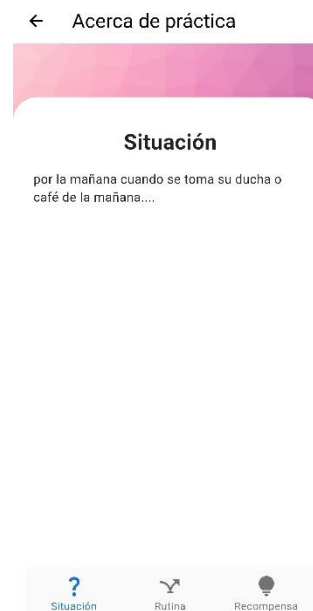 Acerca de práctica
Situación
por la mañana cuando se toma su ducha o
café de la mañana....
Situación
Rutina
Recompensa